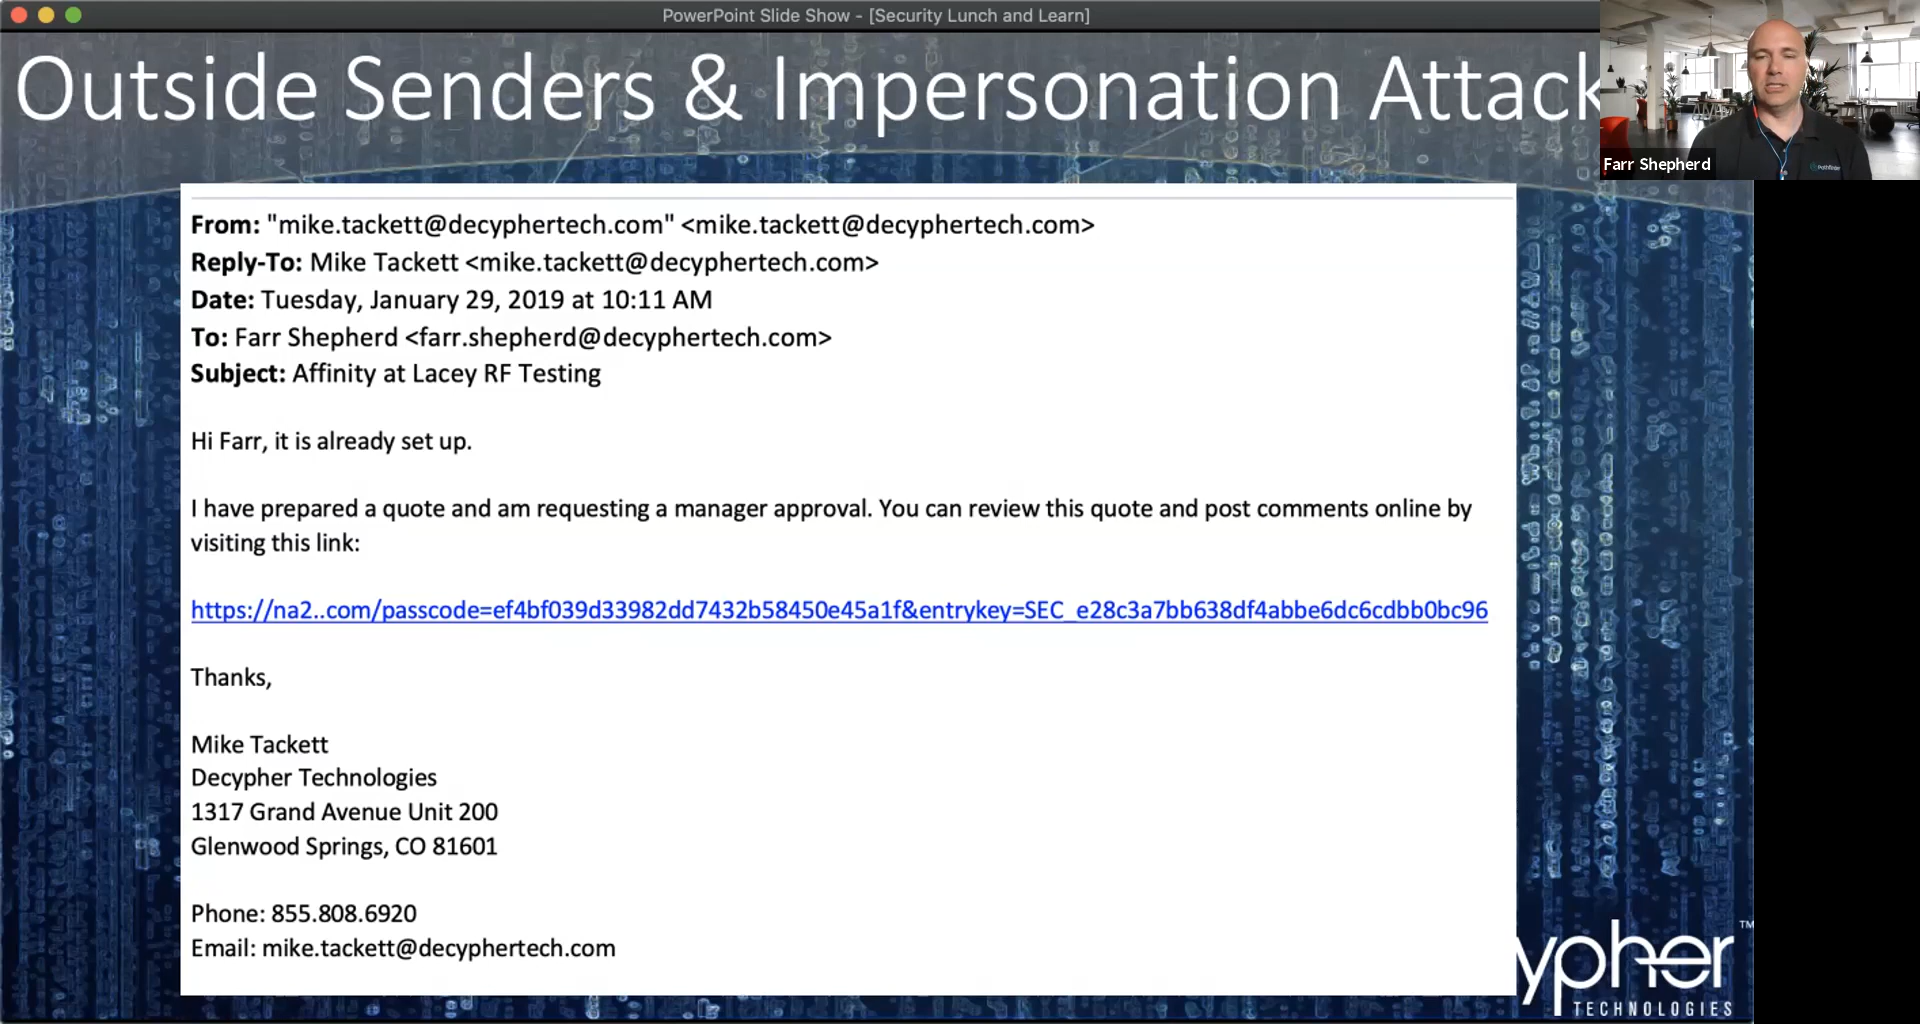 PowerPoint Slide Show - [Security Lunch and Learn]
Outside Senders & Impersonation Attack
Farr Shepherd
Pathfinder
From: "mike.tackett@decyphertech.com" <mike.tackett@decyphertech.com>
Reply-To: Mike Tackett <mike.tackett@decyphertech.com>
Date: Tuesday, January 29, 2019 at 10:11 AM
To: Farr Shepherd <farr.shepherd@decyphertech.com>
Subject: Affinity at Lacey RF Testing
Hi Farr, it is already set up.
I have prepared a quote and am requesting a manager approval. You can review this quote and post comments online by
visiting this link:
https://na2..com/passcode=ef4bf039d33982dd7432b58450e45a1f&entrykey=SEC_e28c3a7bb638df4abbe6dc6cdbb0bc96
Thanks,
Mike Tackett
Decypher Technologies
1317 Grand Avenue Unit 200
Glenwood Springs, CO 81601
Phone: 855.808.6920
Email: mike.tackett@decyphertech.com
ypher™
TECHNOLOGIES